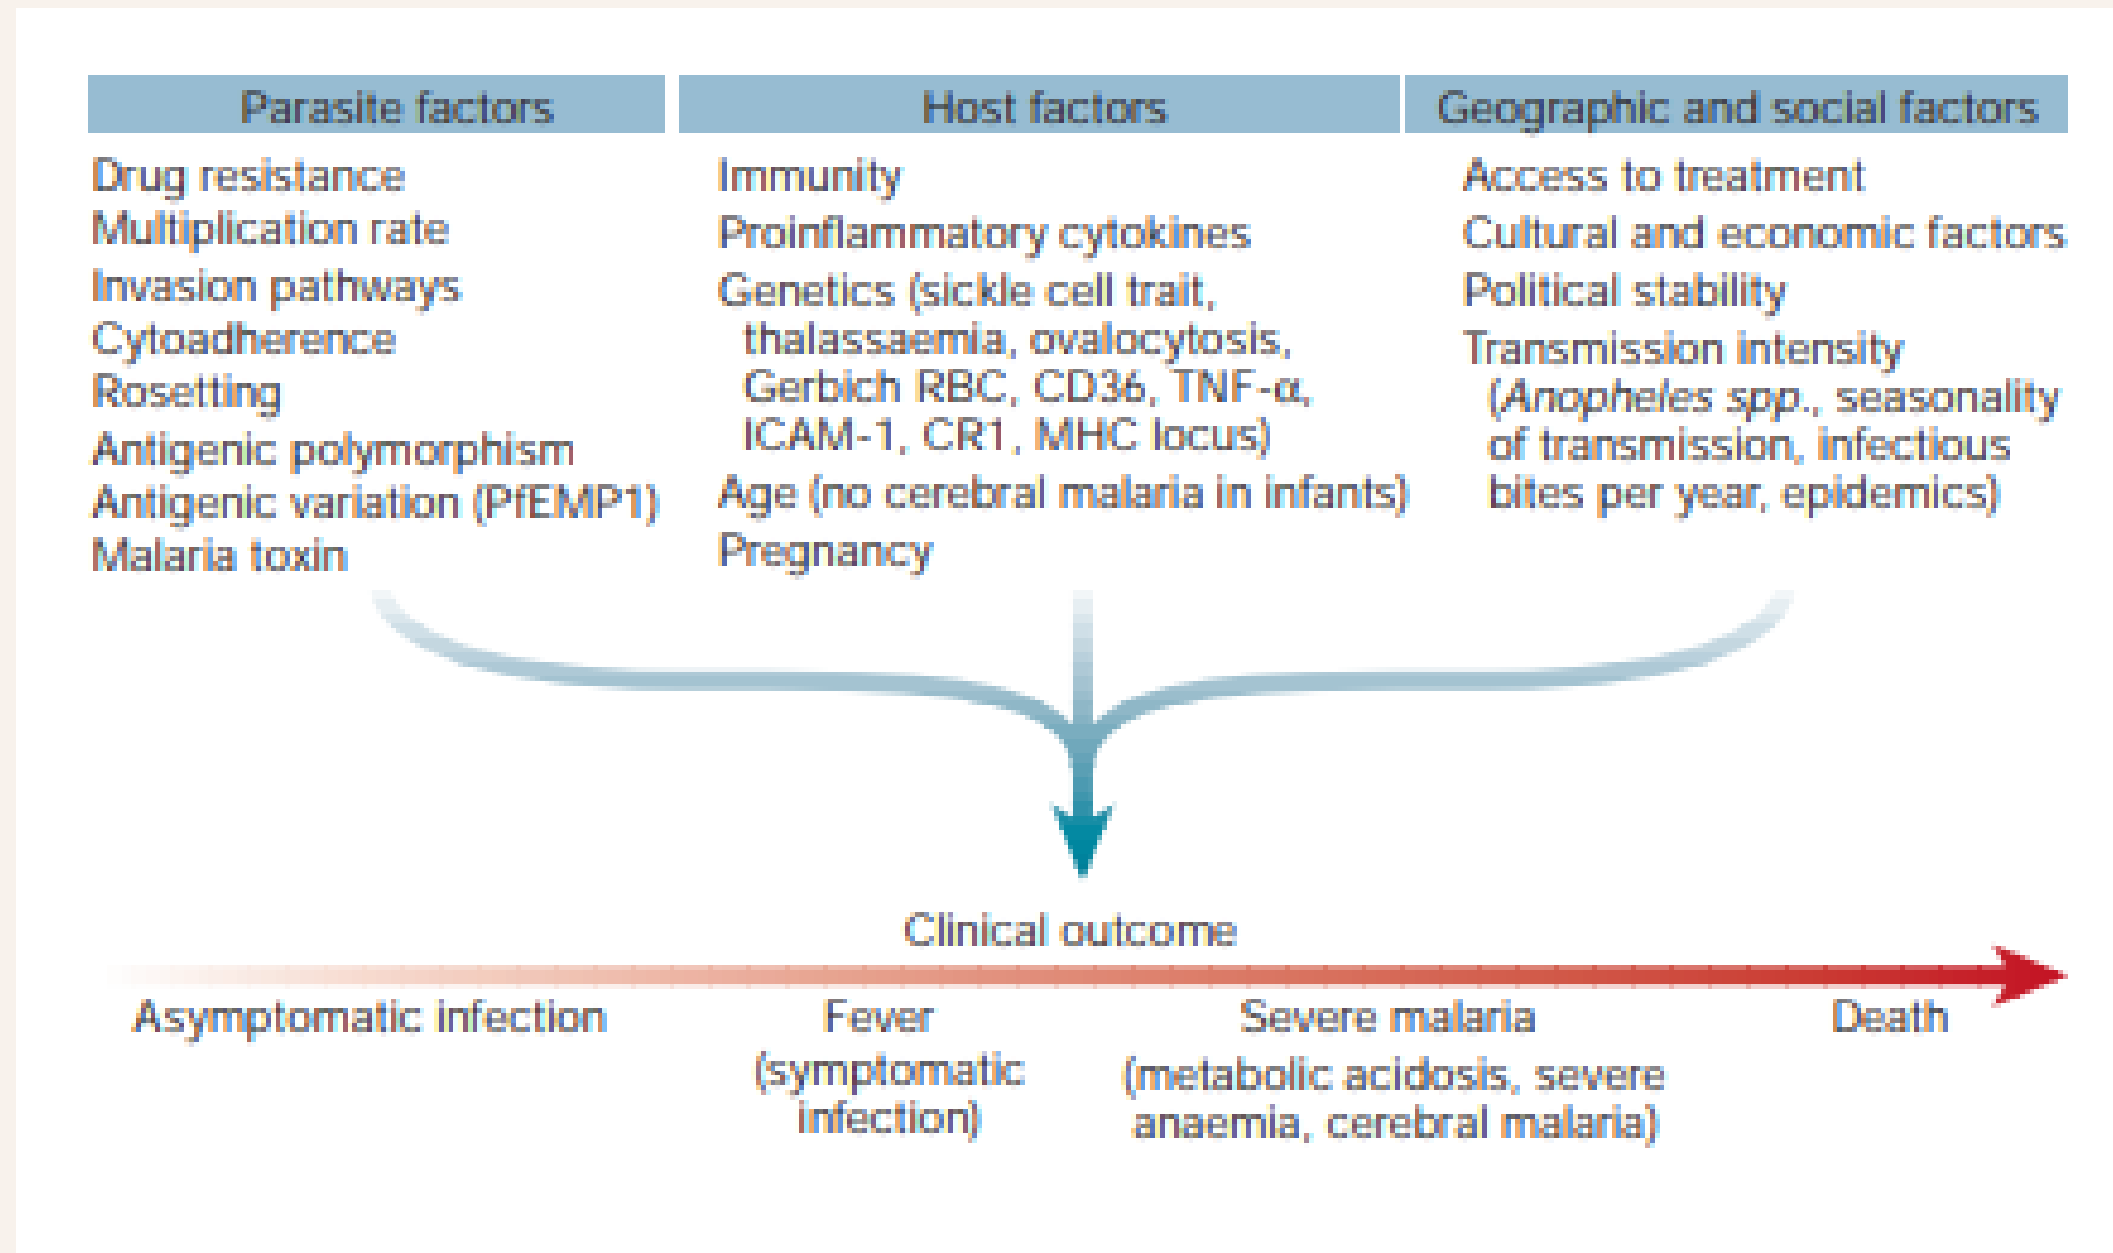 Parasite factors
Drug resistance
Multiplication rate
Invasion pathways
Cytoadherence
Rosetting
Antigenic polymorphism
Antigenic variation (PfEMP1)
Malaria toxin
Host factors
Immunity
Proinflammatory cytokines
Genetics (sickle cell trait,
thalassaemia, ovalocytosis,
Gerbich RBC, CD36, TNF-α,
ICAM-1, CR1, MHC locus)
Age (no cerebral malaria in infants)
Pregnancy
Geographic and social factors
Access to treatment
Cultural and economic factors
Political stability
Transmission intensity
(Anopheles spp., seasonality
of transmission, infectious
bites per year, epidemics)
Clinical outcome
Asymptomatic infection
Fever
(symptomatic
infection)
Severe malaria
(metabolic acidosis, severe
anaemia, cerebral malaria)
Death